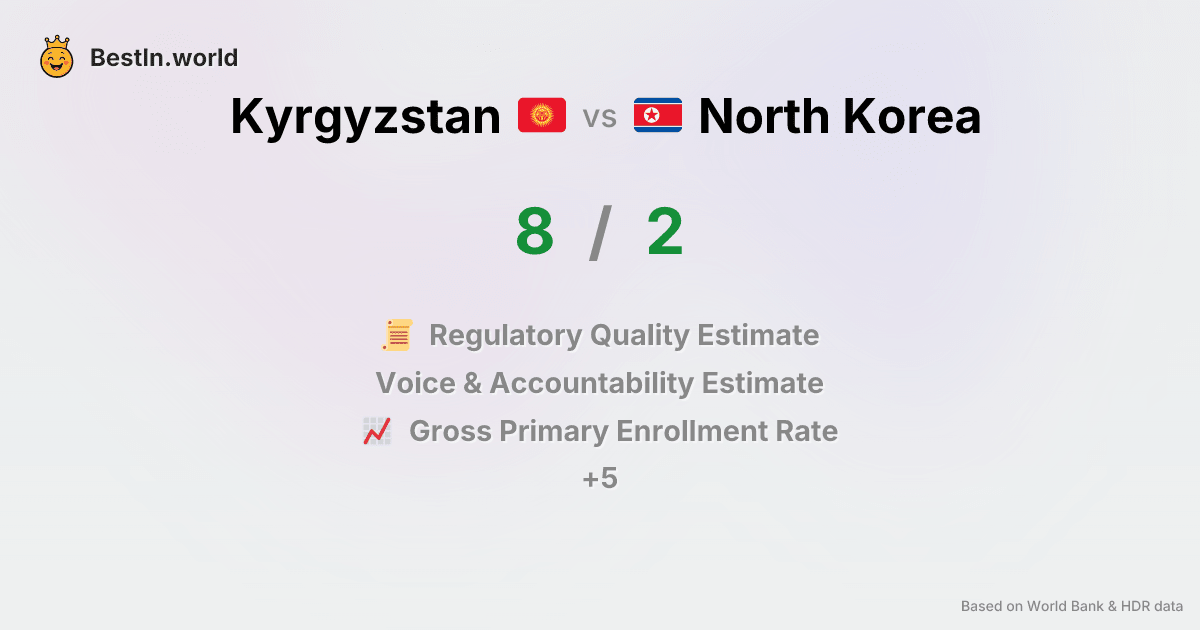 BestIn.world
Kyrgyzstan vs North Korea
8 / 2
Regulatory Quality Estimate
Voice & Accountability Estimate
Gross Primary Enrollment Rate
+5
Based on World Bank & HDR data